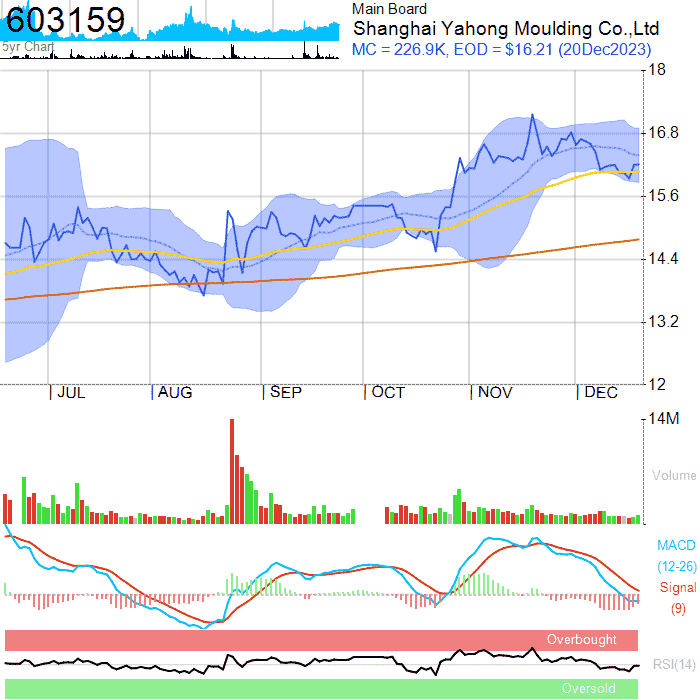 603159
5yr Chart
Main Board
Shanghai Yahong Moulding Co.,Ltd
MC = 226.9K, EOD = $16.21 (20Dec2023)
18
16.8
15.6
14.4
13.2
12
JUL AUG SEP OCT NOV DEC
14M
Volume
MACD
(12-26)
Signal
(9)
Overbought
RSI(14)
Oversold